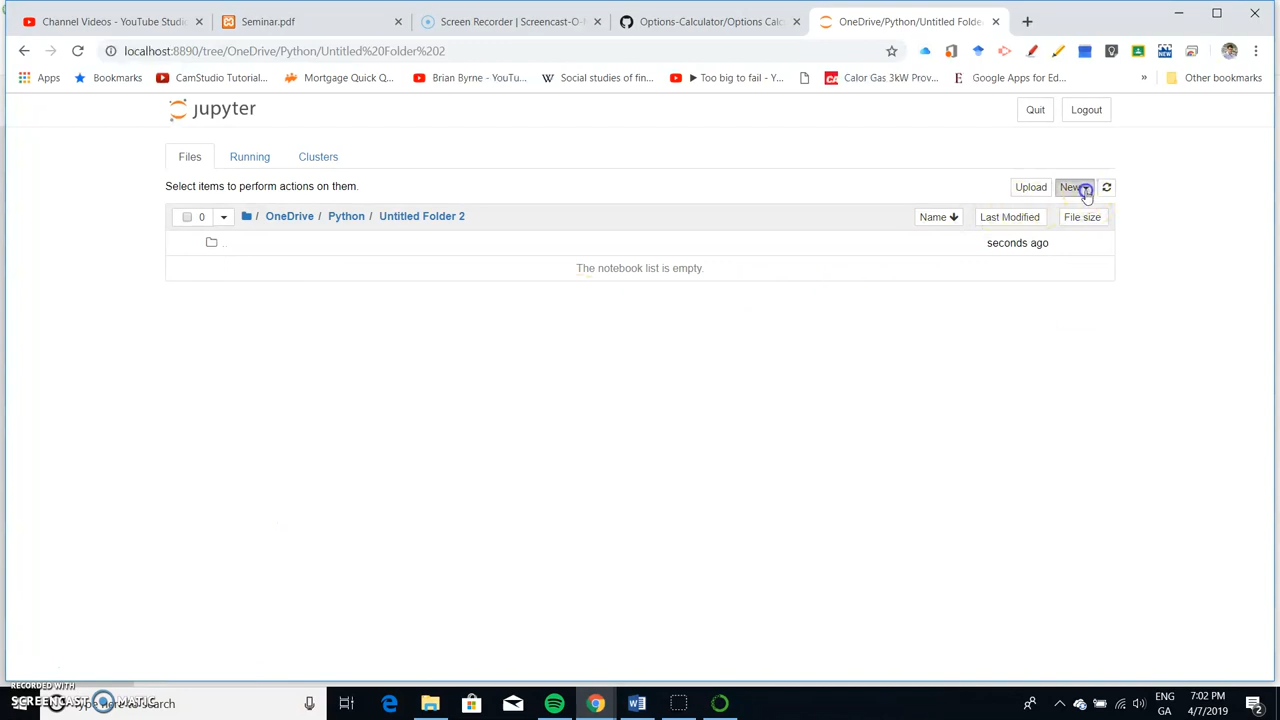 Channel Videos - YouTube Studio
Seminar.pdf
Screen Recorder | Screencast-O-
Options-Calculator/Options Calc
OneDrive/Python/Untitled Folde
localhost:8890/tree/OneDrive/Python/Untitled%20Folder%202
Apps
Bookmarks
CamStudio Tutorial...
Mortgage Quick Q...
Brian Byrne - YouTu...
Social studies of fin...
Too big to fail - Y...
Calor Gas 3kW Prov...
Google Apps for Ed...
»
Other bookmarks
jupyter
Quit
Logout
Files
Running
Clusters
Select items to perform actions on them.
Upload
New
0
/ OneDrive / Python / Untitled Folder 2
Name
Last Modified
File size
..
seconds ago
The notebook list is empty.
RECORDED WITH
SCREENCAST MATIC
here to search
ENG
GA
7:02 PM
4/7/2019
2